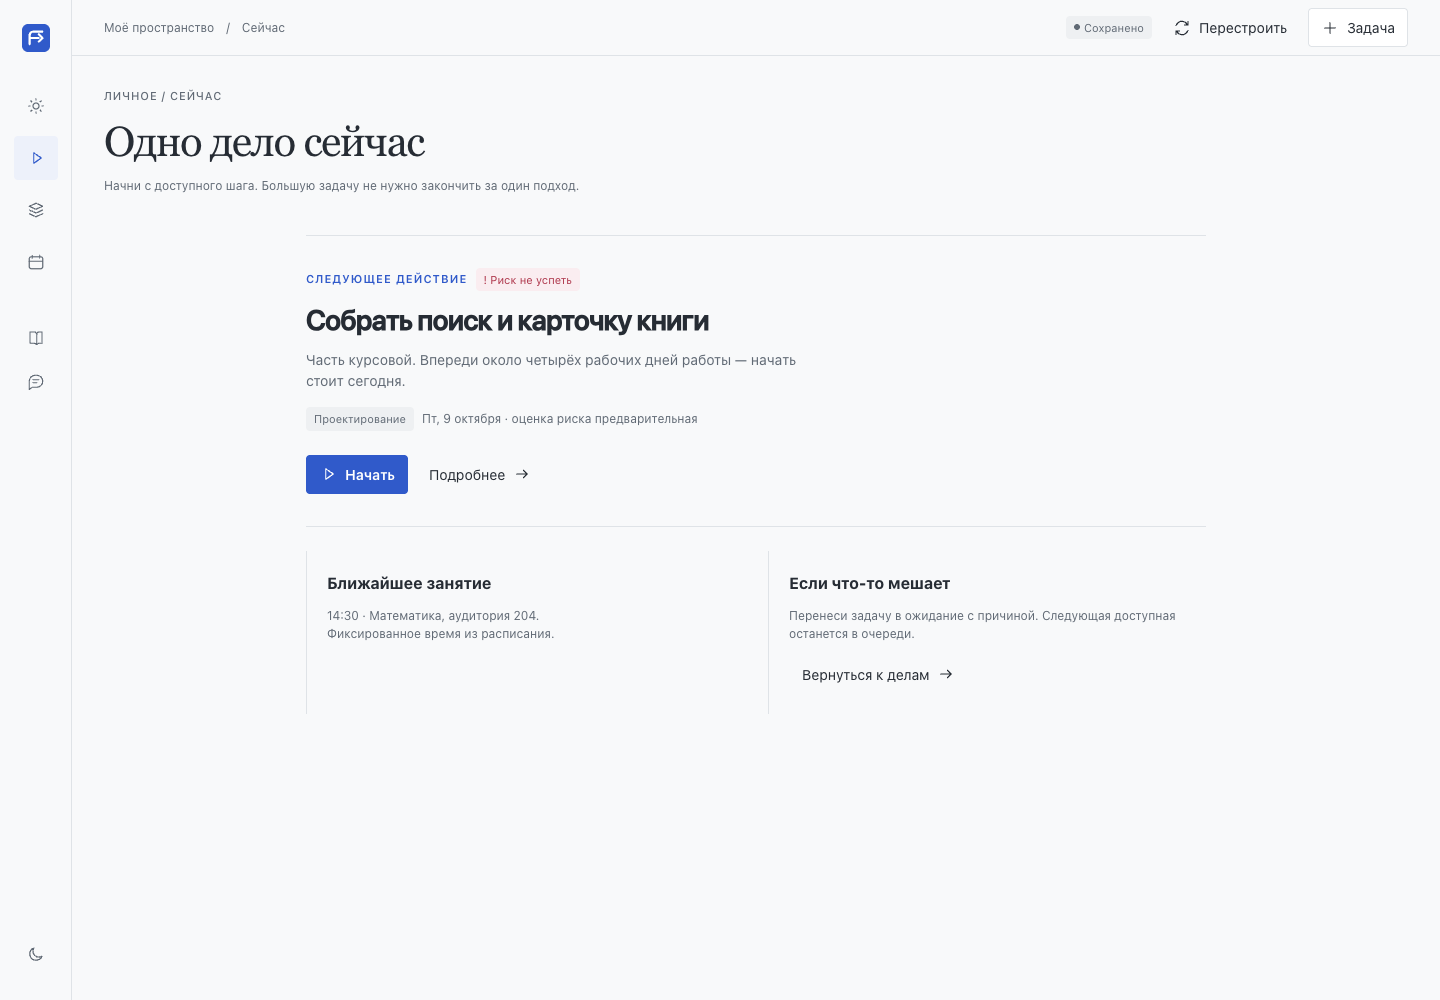 Моё пространство / Сейчас
Сохранено
Перестроить
Задача
ЛИЧНОЕ / СЕЙЧАС
Одно дело сейчас
Начни с доступного шага. Большую задачу не нужно закончить за один подход.
СЛЕДУЮЩЕЕ ДЕЙСТВИЕ
! Риск не успеть
Собрать поиск и карточку книги
Часть курсовой. Впереди около четырёх рабочих дней работы — начать
стоит сегодня.
Проектирование
Пт, 9 октября · оценка риска предварительная
Начать
Подробнее →
Ближайшее занятие
14:30 · Математика, аудитория 204.
Фиксированное время из расписания.
Если что-то мешает
Перенеси задачу в ожидание с причиной. Следующая доступная
останется в очереди.
Вернуться к делам →